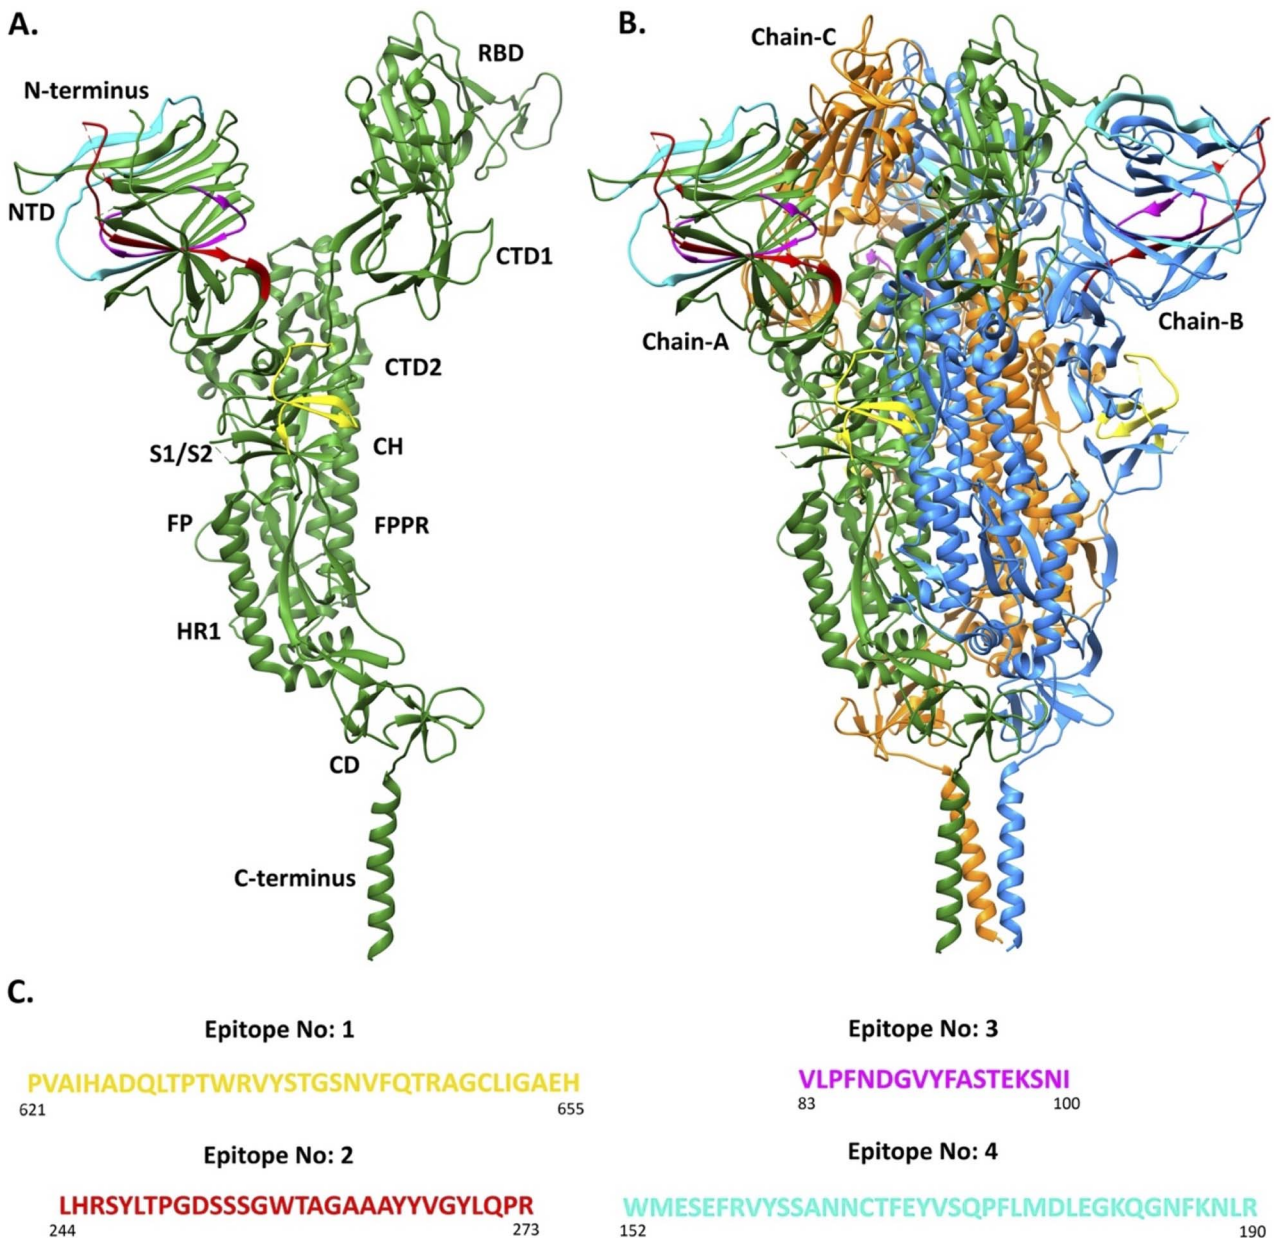 A.
B.
RBD
Chain-C
N-terminus
NTD
CTD1
Chain-A
Chain-B
CTD2
S1/S2
CH
FP
FPPR
HR1
CD
C-terminus
C.
Epitope No: 1
Epitope No: 3
PVAIHADQLTPTWRVYSTGSNVFQTRAGCLIGAEH
VLPFNDGVYFASTEKSNI
621 655
83 100
Epitope No: 2
Epitope No: 4
LHRSYLTPGDSSSGWTAGAAAYYVGYLQPR
WMESEFRVYSSANNCTFEYVSQPFLMDLEGKQGNFKNLR
244 273
152 190